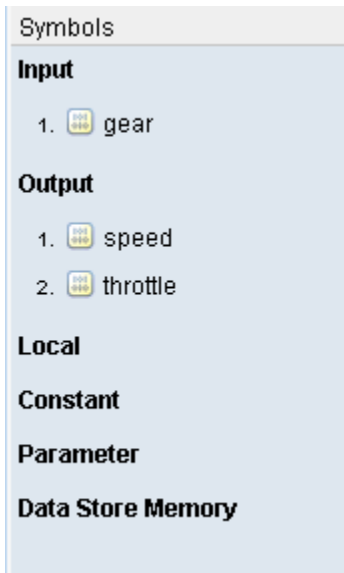 Symbols
Input
1. gear
Output
1. speed
2. throttle
Local
Constant
Parameter
Data Store Memory